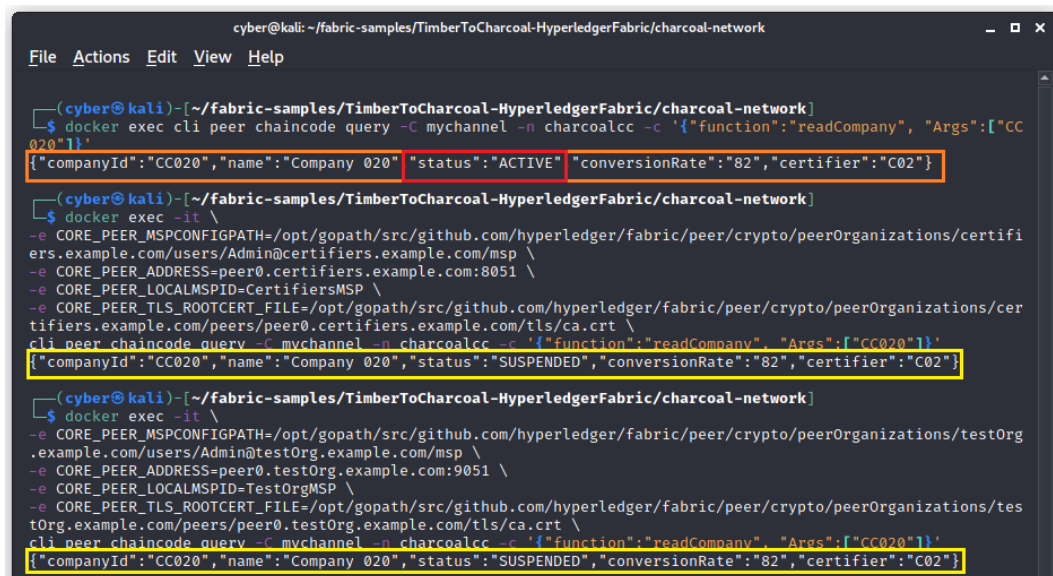 cyber@kali: ~/fabric-samples/TimberToCharcoal-HyperledgerFabric/charcoal-network
File Actions Edit View Help
┌──(cyber㉿kali)-[~/fabric-samples/TimberToCharcoal-HyperledgerFabric/charcoal-network]
└─$ docker exec cli peer chaincode query -C mychannel -n charcoalcc -c '{"function":"readCompany", "Args":["CC
020"]}'
{"companyId":"CC020","name":"Company 020" "status":"ACTIVE" "conversionRate":"82","certifier":"C02"}
┌──(cyber㉿kali)-[~/fabric-samples/TimberToCharcoal-HyperledgerFabric/charcoal-network]
└─$ docker exec -it \
-e CORE_PEER_MSPCONFIGPATH=/opt/gopath/src/github.com/hyperledger/fabric/peer/crypto/peerOrganizations/certifi
ers.example.com/users/Admin@certifiers.example.com/msp \
-e CORE_PEER_ADDRESS=peer0.certifiers.example.com:8051 \
-e CORE_PEER_LOCALMSPID=CertifiersMSP \
-e CORE_PEER_TLS_ROOTCERT_FILE=/opt/gopath/src/github.com/hyperledger/fabric/peer/crypto/peerOrganizations/cer
tifiers.example.com/peers/peer0.certifiers.example.com/tls/ca.crt \
cli peer chaincode query -C mychannel -n charcoalcc -c '{"function":"readCompany", "Args":["CC020"]}'
{"companyId":"CC020","name":"Company 020","status":"SUSPENDED","conversionRate":"82","certifier":"C02"}
┌──(cyber㉿kali)-[~/fabric-samples/TimberToCharcoal-HyperledgerFabric/charcoal-network]
└─$ docker exec -it \
-e CORE_PEER_MSPCONFIGPATH=/opt/gopath/src/github.com/hyperledger/fabric/peer/crypto/peerOrganizations/testOrg
.example.com/users/Admin@testOrg.example.com/msp \
-e CORE_PEER_ADDRESS=peer0.testOrg.example.com:9051 \
-e CORE_PEER_LOCALMSPID=TestOrgMSP \
-e CORE_PEER_TLS_ROOTCERT_FILE=/opt/gopath/src/github.com/hyperledger/fabric/peer/crypto/peerOrganizations/tes
tOrg.example.com/peers/peer0.testOrg.example.com/tls/ca.crt \
cli peer chaincode query -C mychannel -n charcoalcc -c '{"function":"readCompany", "Args":["CC020"]}'
{"companyId":"CC020","name":"Company 020","status":"SUSPENDED","conversionRate":"82","certifier":"C02"}